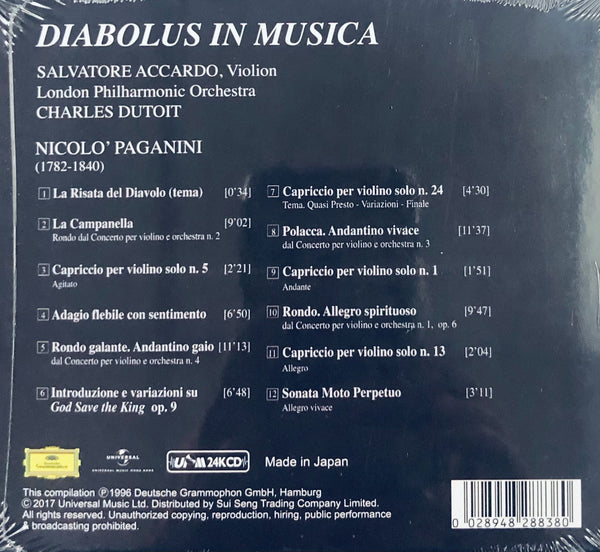 DIABOLUS IN MUSICA
SALVATORE ACCARDO, Violion
London Philharmonic Orchestra
CHARLES DUTOIT
NICOLO' PAGANINI
(1782-1840)
1 La Risata del Diavolo (tema) [0'34]
2 La Campanella [9'02]
Rondo dal Concerto per violino e orchestra n. 2
3 Capriccio per violino solo n. 5 [2'21]
Agitato
4 Adagio flebile con sentimento [6'50]
5 Rondo galante. Andantino gaio [11'13]
dal Concerto per violino e orchestra n. 4
6 Introduzione e variazioni su [6'48]
God Save the King op. 9
7 Capriccio per violino solo n. 24 [4'30]
Tema. Quasi Presto - Variazioni - Finale
8 Polacca. Andantino vivace [11'37]
dal Concerto per violino e orchestra n. 3
9 Capriccio per violino solo n. 1 [1'51]
Andante
10 Rondo. Allegro spirituoso [9'47]
dal Concerto per violino e orchestra n. 1, op. 6
11 Capriccio per violino solo n. 13 [2'04]
Allegro
12 Sonata Moto Perpetuo [3'11]
Allegro vivace
UNIVERSAL
UNIVERSAL MUSIC HONG KONG
24KCD
Made in Japan
This compilation ℗ 1996 Deutsche Grammophon GmbH, Hamburg
© 2017 Universal Music Ltd. Distributed by Sui Seng Trading Company Limited.
All rights reserved. Unauthorized copying, reproduction, hiring, public performance
& broadcasting prohibited.
0 028948 288380